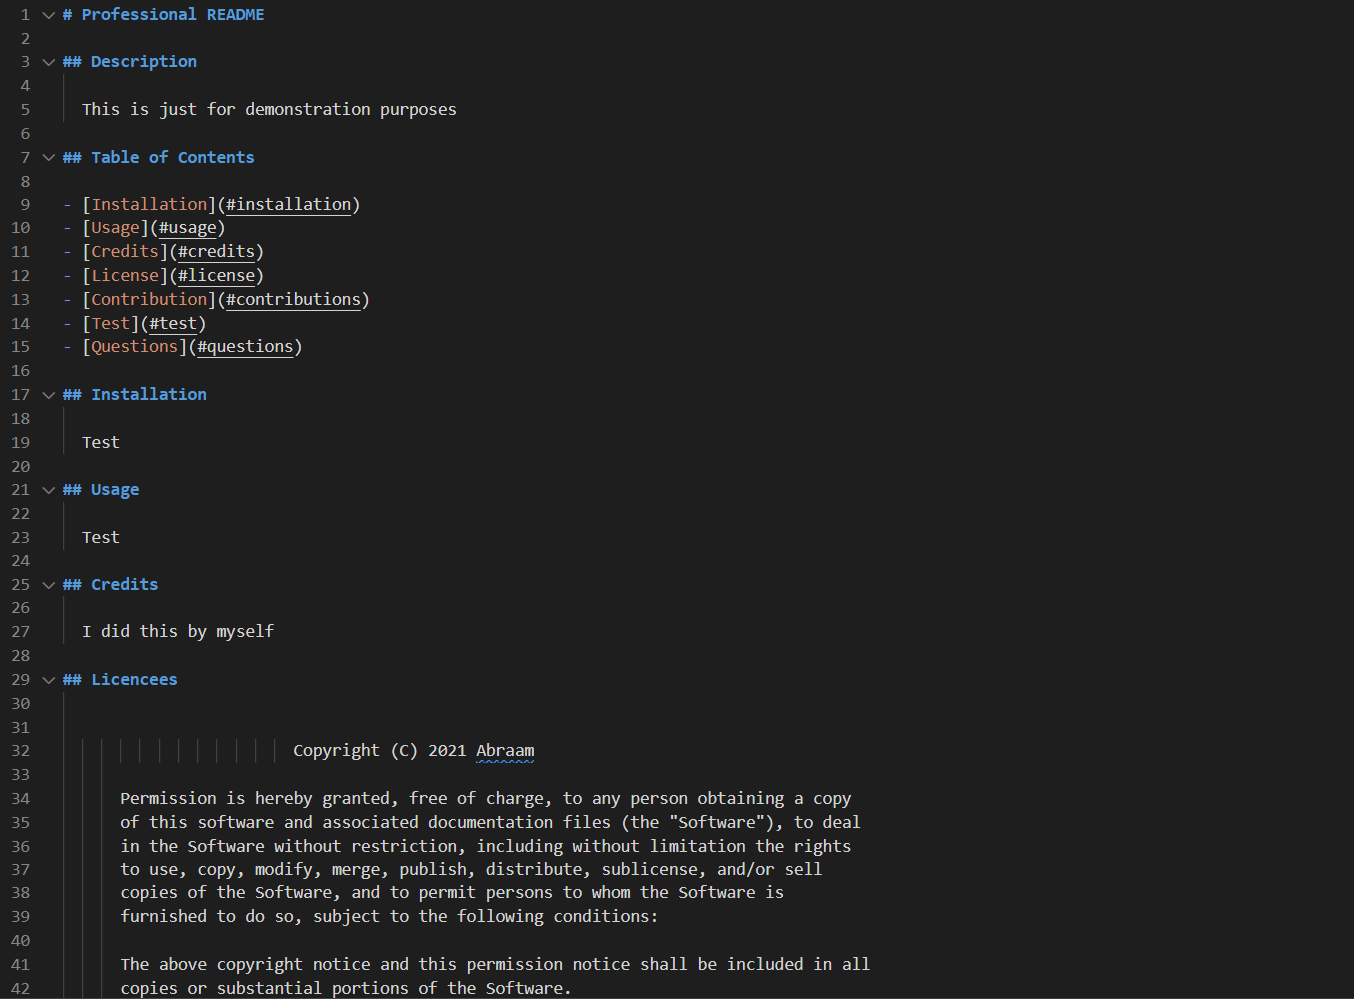 1 # Professional README
2
3 ## Description
4
5 This is just for demonstration purposes
6
7 ## Table of Contents
8
9 - [Installation](#installation)
10 - [Usage](#usage)
11 - [Credits](#credits)
12 - [License](#license)
13 - [Contribution](#contributions)
14 - [Test](#test)
15 - [Questions](#questions)
16
17 ## Installation
18
19 Test
20
21 ## Usage
22
23 Test
24
25 ## Credits
26
27 I did this by myself
28
29 ## Licencees
30
31
32 Copyright (C) 2021 Abraam
33
34 Permission is hereby granted, free of charge, to any person obtaining a copy
35 of this software and associated documentation files (the "Software"), to deal
36 in the Software without restriction, including without limitation the rights
37 to use, copy, modify, merge, publish, distribute, sublicense, and/or sell
38 copies of the Software, and to permit persons to whom the Software is
39 furnished to do so, subject to the following conditions:
40
41 The above copyright notice and this permission notice shall be included in all
42 copies or substantial portions of the Software.